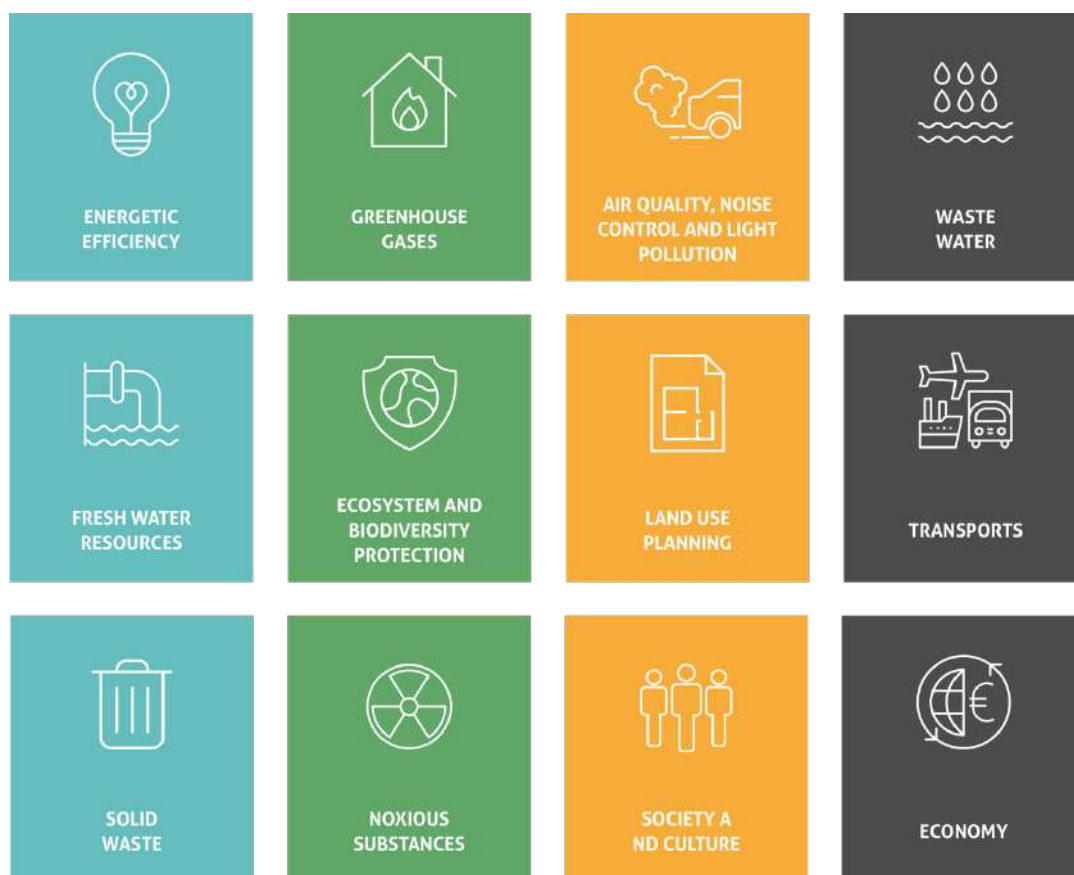 ENERGETIC
EFFICIENCY
GREENHOUSE
GASES
AIR QUALITY, NOISE
CONTROL AND LIGHT
POLLUTION
WASTE
WATER
FRESH WATER
RESOURCES
ECOSYSTEM AND
BIODIVERSITY
PROTECTION
LAND USE
PLANNING
TRANSPORTS
SOLID
WASTE
NOXIOUS
SUBSTANCES
SOCIETY A
ND CULTURE
€
ECONOMY